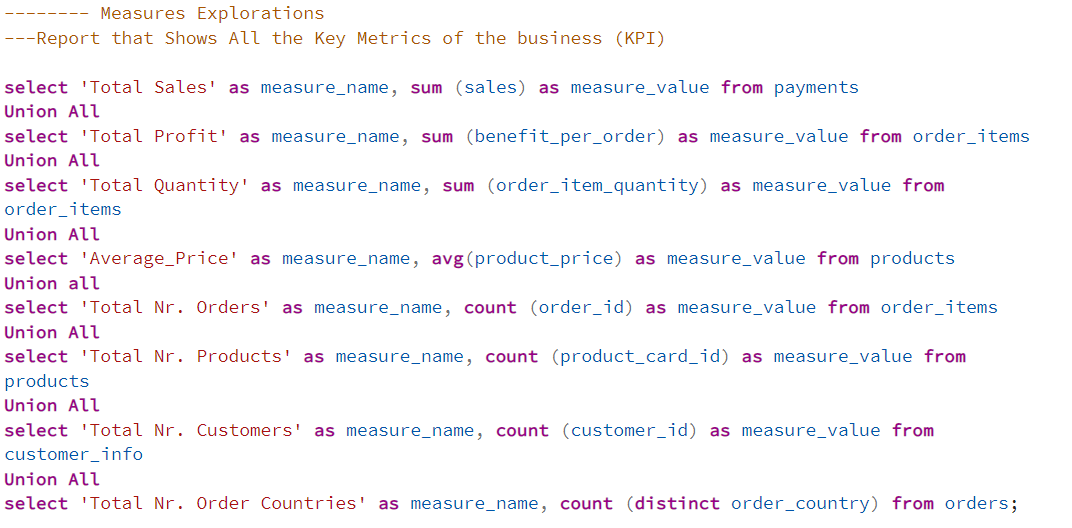 -------- Measures Explorations
---Report that Shows All the Key Metrics of the business (KPI)
select 'Total Sales' as measure_name, sum (sales) as measure_value from payments
Union All
select 'Total Profit' as measure_name, sum (benefit_per_order) as measure_value from order_items
Union All
select 'Total Quantity' as measure_name, sum (order_item_quantity) as measure_value from
order_items
Union All
select 'Average_Price' as measure_name, avg(product_price) as measure_value from products
Union all
select 'Total Nr. Orders' as measure_name, count (order_id) as measure_value from order_items
Union All
select 'Total Nr. Products' as measure_name, count (product_card_id) as measure_value from
products
Union All
select 'Total Nr. Customers' as measure_name, count (customer_id) as measure_value from
customer_info
Union All
select 'Total Nr. Order Countries' as measure_name, count (distinct order_country) from orders;